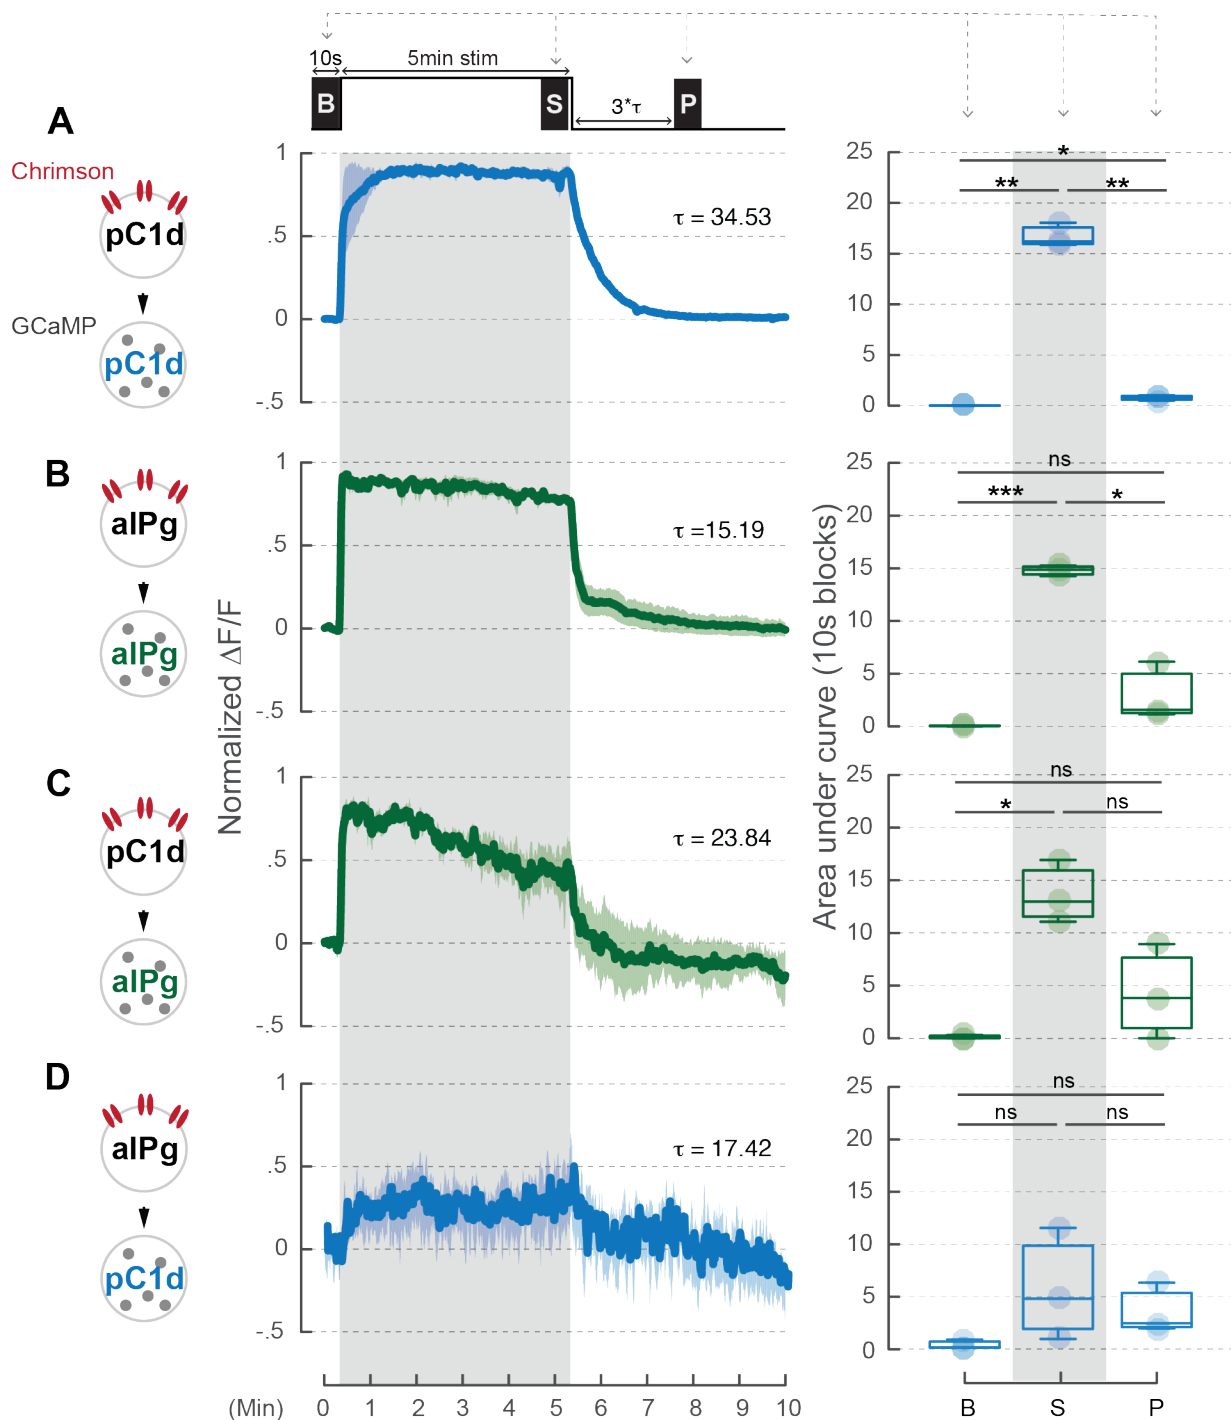 10s
5min stim
B
S
P
3*τ
A
Chrimson
pC1d
GCaMP
pC1d
1
.5
0
-.5
τ = 34.53
25
20
15
10
5
0
*
**
**
B
aIPg
aIPg
1
.5
0
-.5
τ =15.19
25
20
15
10
5
0
ns
***
*
Normalized ΔF/F
Area under curve (10s blocks)
C
pC1d
aIPg
1
.5
0
-.5
τ = 23.84
25
20
15
10
5
0
ns
*
ns
D
aIPg
pC1d
1
.5
0
-.5
τ = 17.42
25
20
15
10
5
0
ns
ns
ns
(Min) 0 1 2 3 4 5 6 7 8 9 10
B S P